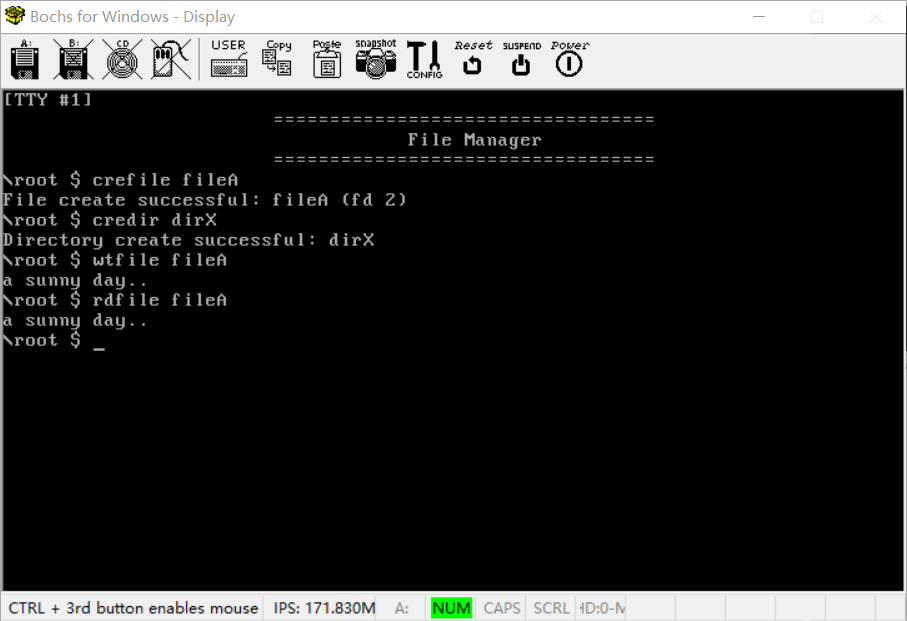 Bochs for Windows - Display
A: B: CD USER Copy Paste snapshot CONFIG Reset SUSPEND Power
[TTY #1]
==================================
File Manager
==================================
\root $ crefile fileA
File create successful: fileA (fd 2)
\root $ credir dirX
Directory create successful: dirX
\root $ wtfile fileA
a sunny day..
\root $ rdfile fileA
a sunny day..
\root $ _
CTRL + 3rd button enables mouse IPS: 171.830M A: NUM CAPS SCRL HD:0-M